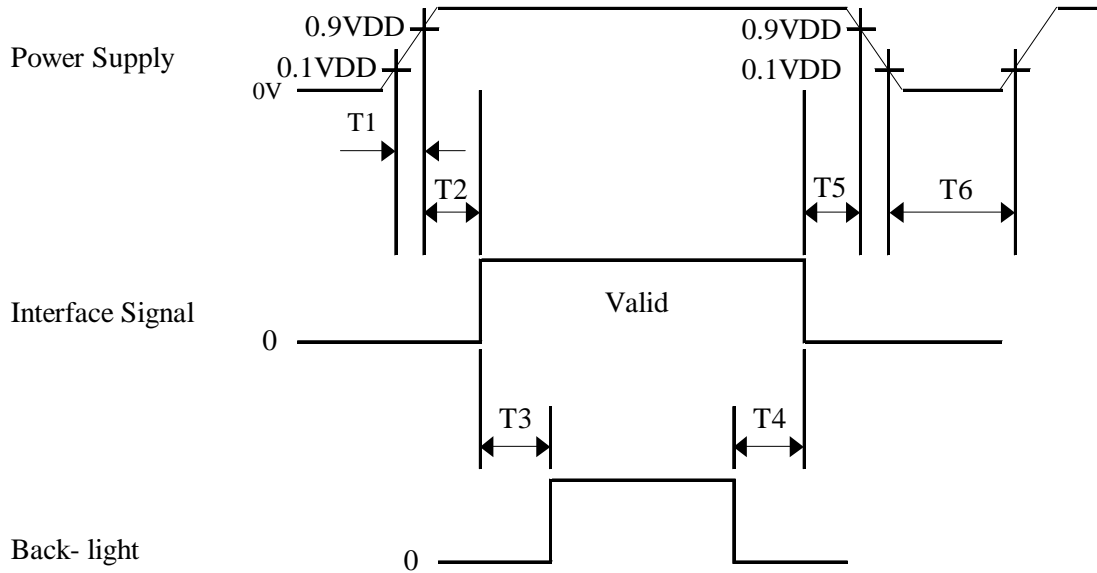 0.9VDD 0.9VDD
Power Supply
0.1VDD 0.1VDD
0V
T1
T2 T5 T6
Interface Signal
Valid
0
T3 T4
Back- light
0